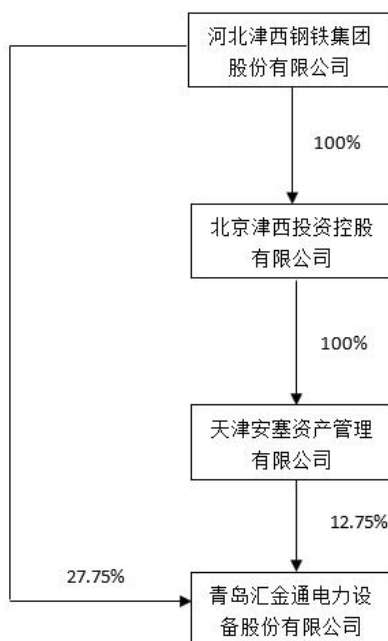 河北津西钢铁集团
股份有限公司
100%
北京津西投资控股
有限公司
100%
天津安塞资产管理
有限公司
12.75%
27.75%
青岛汇金通电力设
备股份有限公司